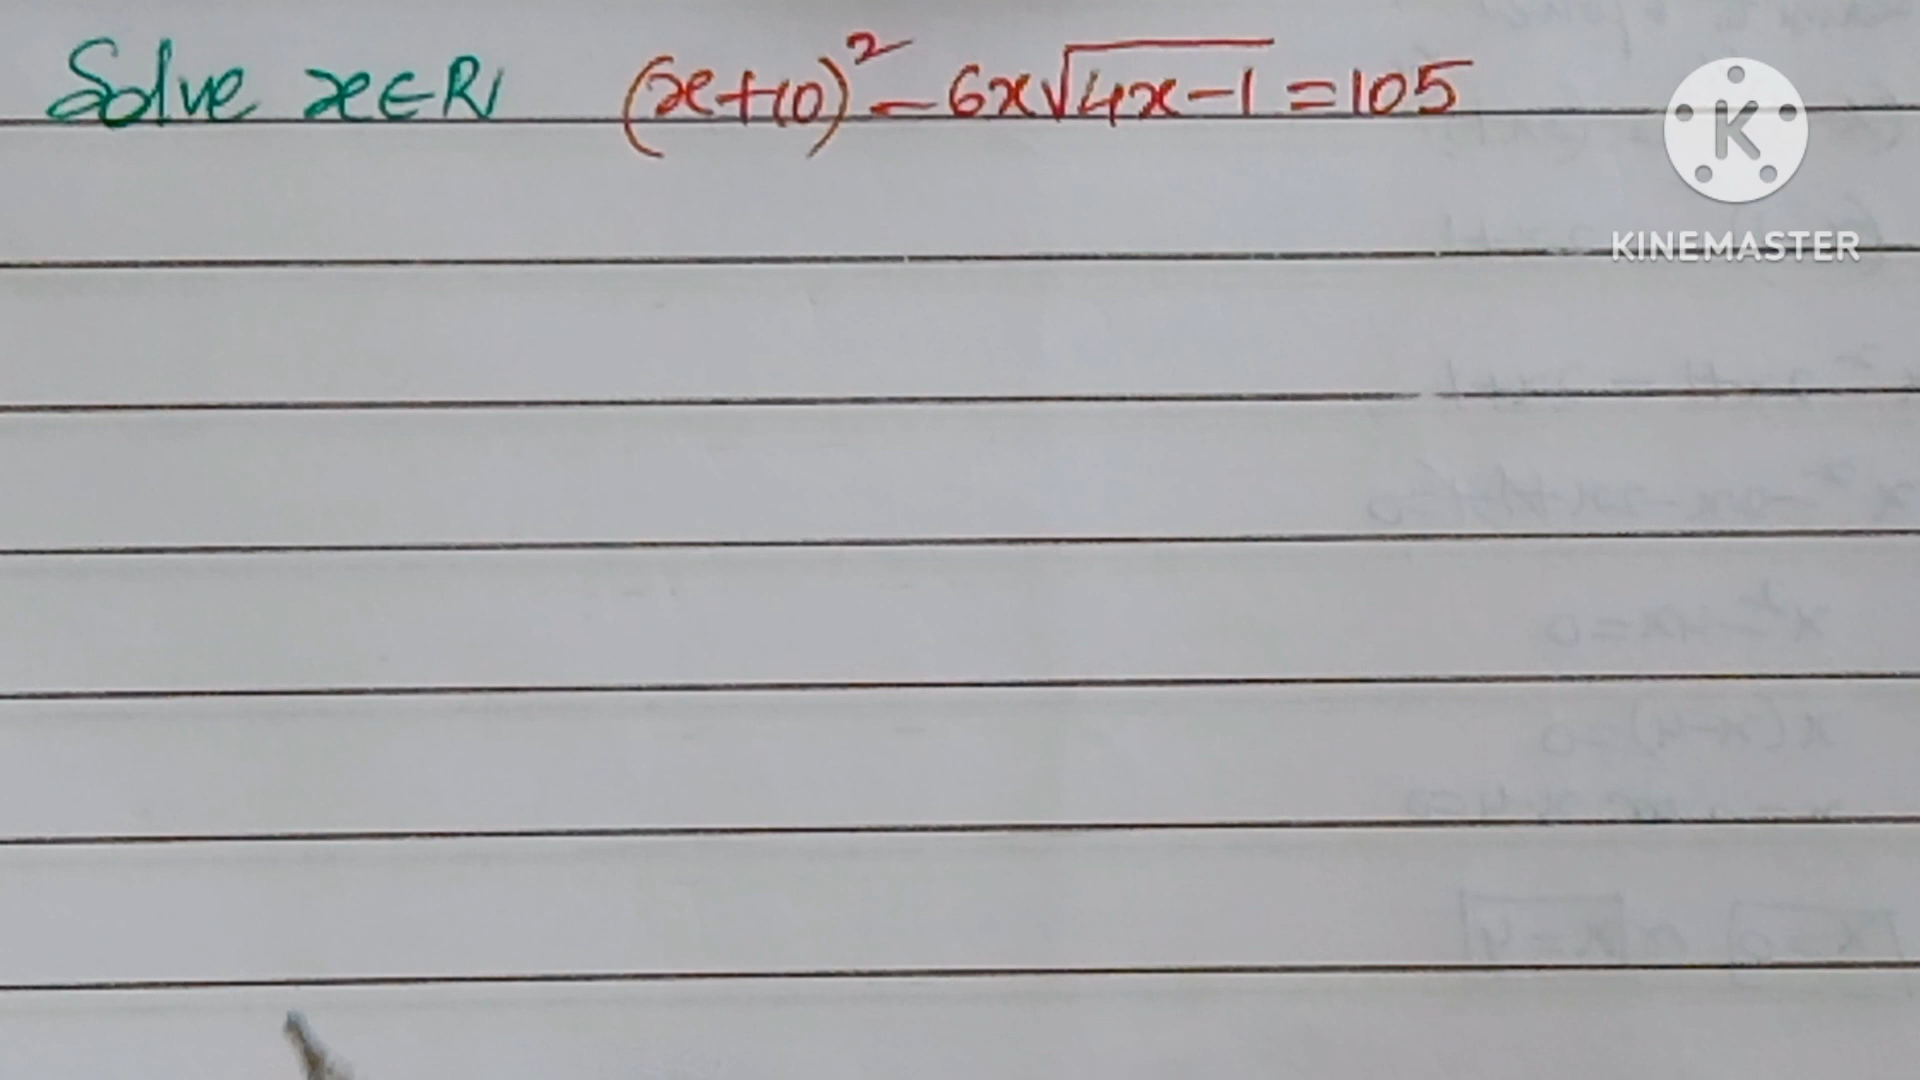 Solve x∈R (x+10)² - 6x√4x-1 = 105
K
KINEMASTER